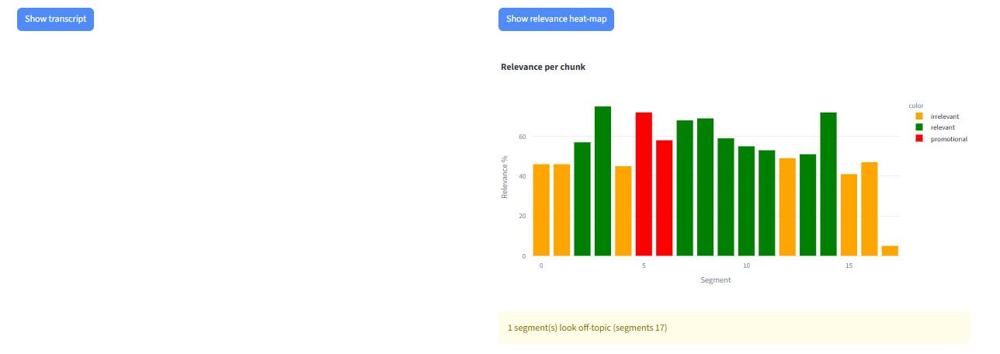 Show transcript
Show relevance heat-map
Relevance per chunk
color
irrelevant
relevant
promotional
60
40
20
0
Relevance %
0 5 10 15
Segment
1 segment(s) look off-topic (segments 17)